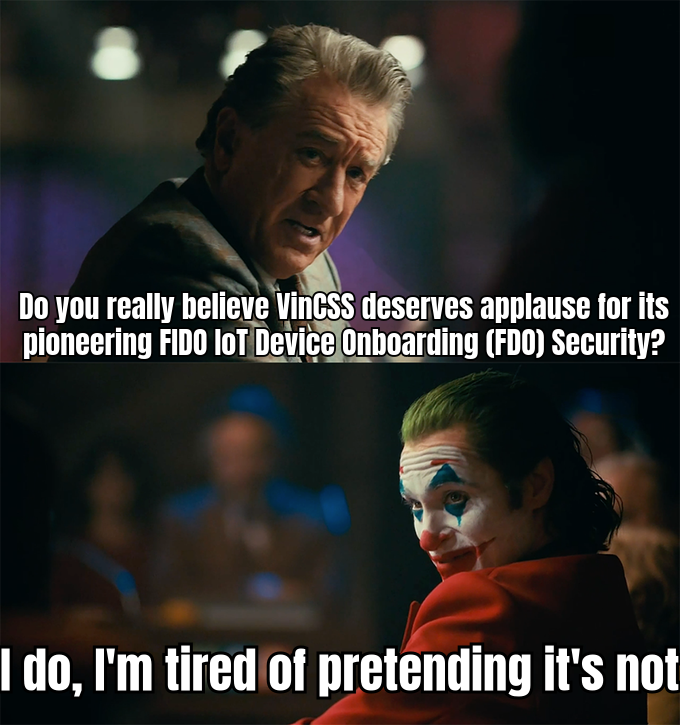 Do you really believe VinCSS deserves applause for its
pioneering FIDO IoT Device Onboarding (FDO) Security?
I do, I'm tired of pretending it's not